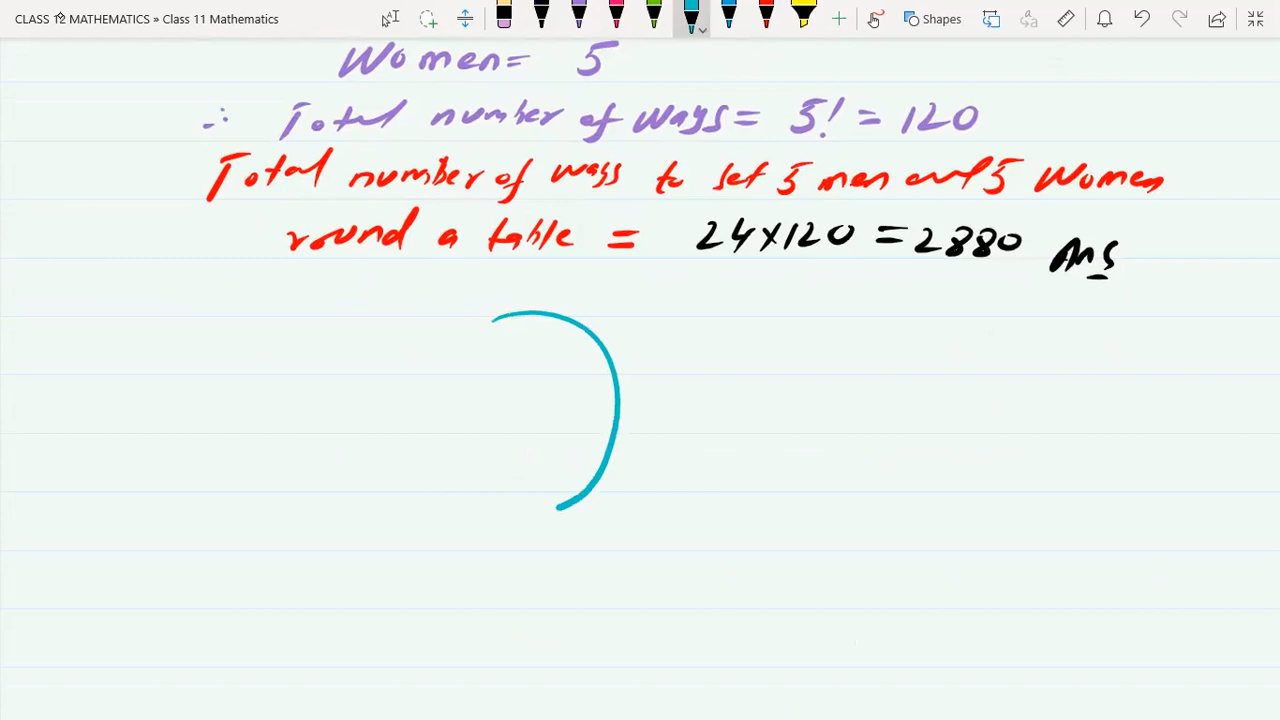 CLASS 12 MATHEMATICS » Class 11 Mathematics
Shapes
Women= 5
∴ Total number of ways = 5! = 120
Total number of ways to set 5 men and 5 Women
round a table = 24×120 = 2880 Ans